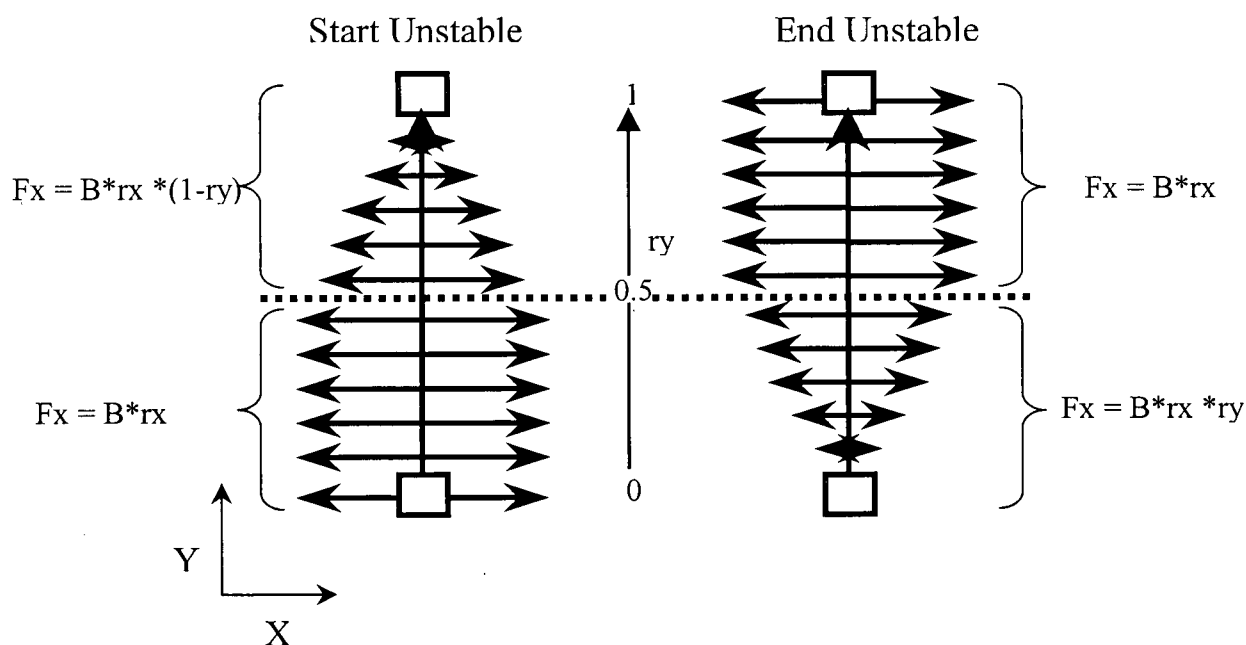 Start Unstable
End Unstable
1
Fx = B*rx *(1-ry)
Fx = B*rx
ry
0.5
Fx = B*rx
Fx = B*rx *ry
0
Y
X